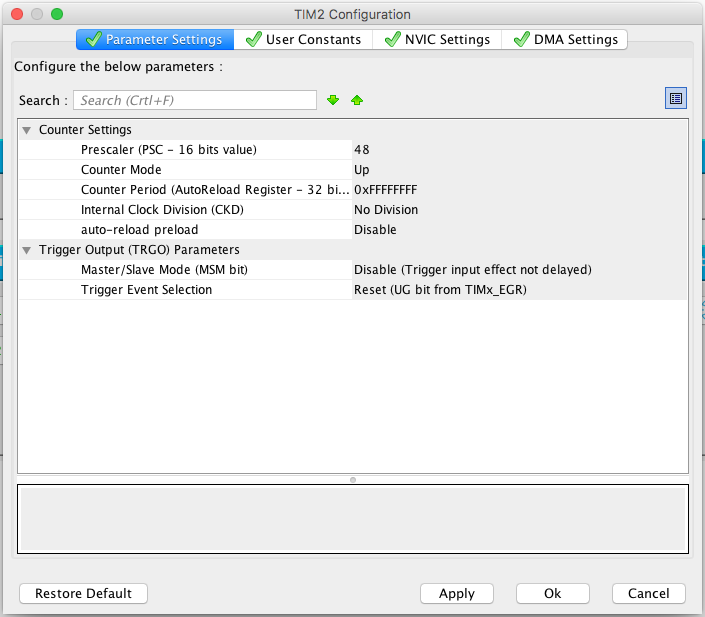 TIM2 Configuration
Parameter Settings User Constants NVIC Settings DMA Settings
Configure the below parameters :
Search : Search (Crtl+F)
Counter Settings
Prescaler (PSC - 16 bits value) 48
Counter Mode Up
Counter Period (AutoReload Register - 32 bi... 0xFFFFFFFF
Internal Clock Division (CKD) No Division
auto-reload preload Disable
Trigger Output (TRGO) Parameters
Master/Slave Mode (MSM bit) Disable (Trigger input effect not delayed)
Trigger Event Selection Reset (UG bit from TIMx_EGR)
Restore Default Apply Ok Cancel